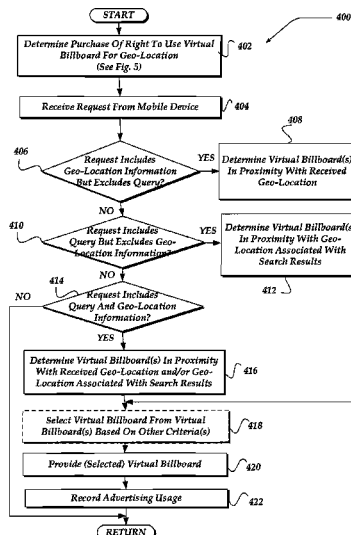 START
400
Determine Purchase Of Right To Use Virtual
Billboard For Geo-Location
(See Fig. 5)
402
Receive Request From Mobile Device
404
406
Request Includes
Geo-Location Information
But Excludes Query?
YES
408
Determine Virtual Billboard(s)
In Proximity With Received
Geo-Location
NO
410
Request Includes
Query But Excludes Geo-
Location Information?
YES
Determine Virtual Billboard(s)
In Proximity With Geo-
Location Associated With
Search Results
412
NO
414
Request Includes
Query And Geo-Location
Information?
NO
YES
Determine Virtual Billboard(s) In Proximity
With Received Geo-Location and/or Geo-
Location Associated With Search Results
416
Select Virtual Billboard From Virtual
Billboard(s) Based On Other Criteria(s)
418
Provide (Selected) Virtual Billboard
420
Record Advertising Usage
422
RETURN